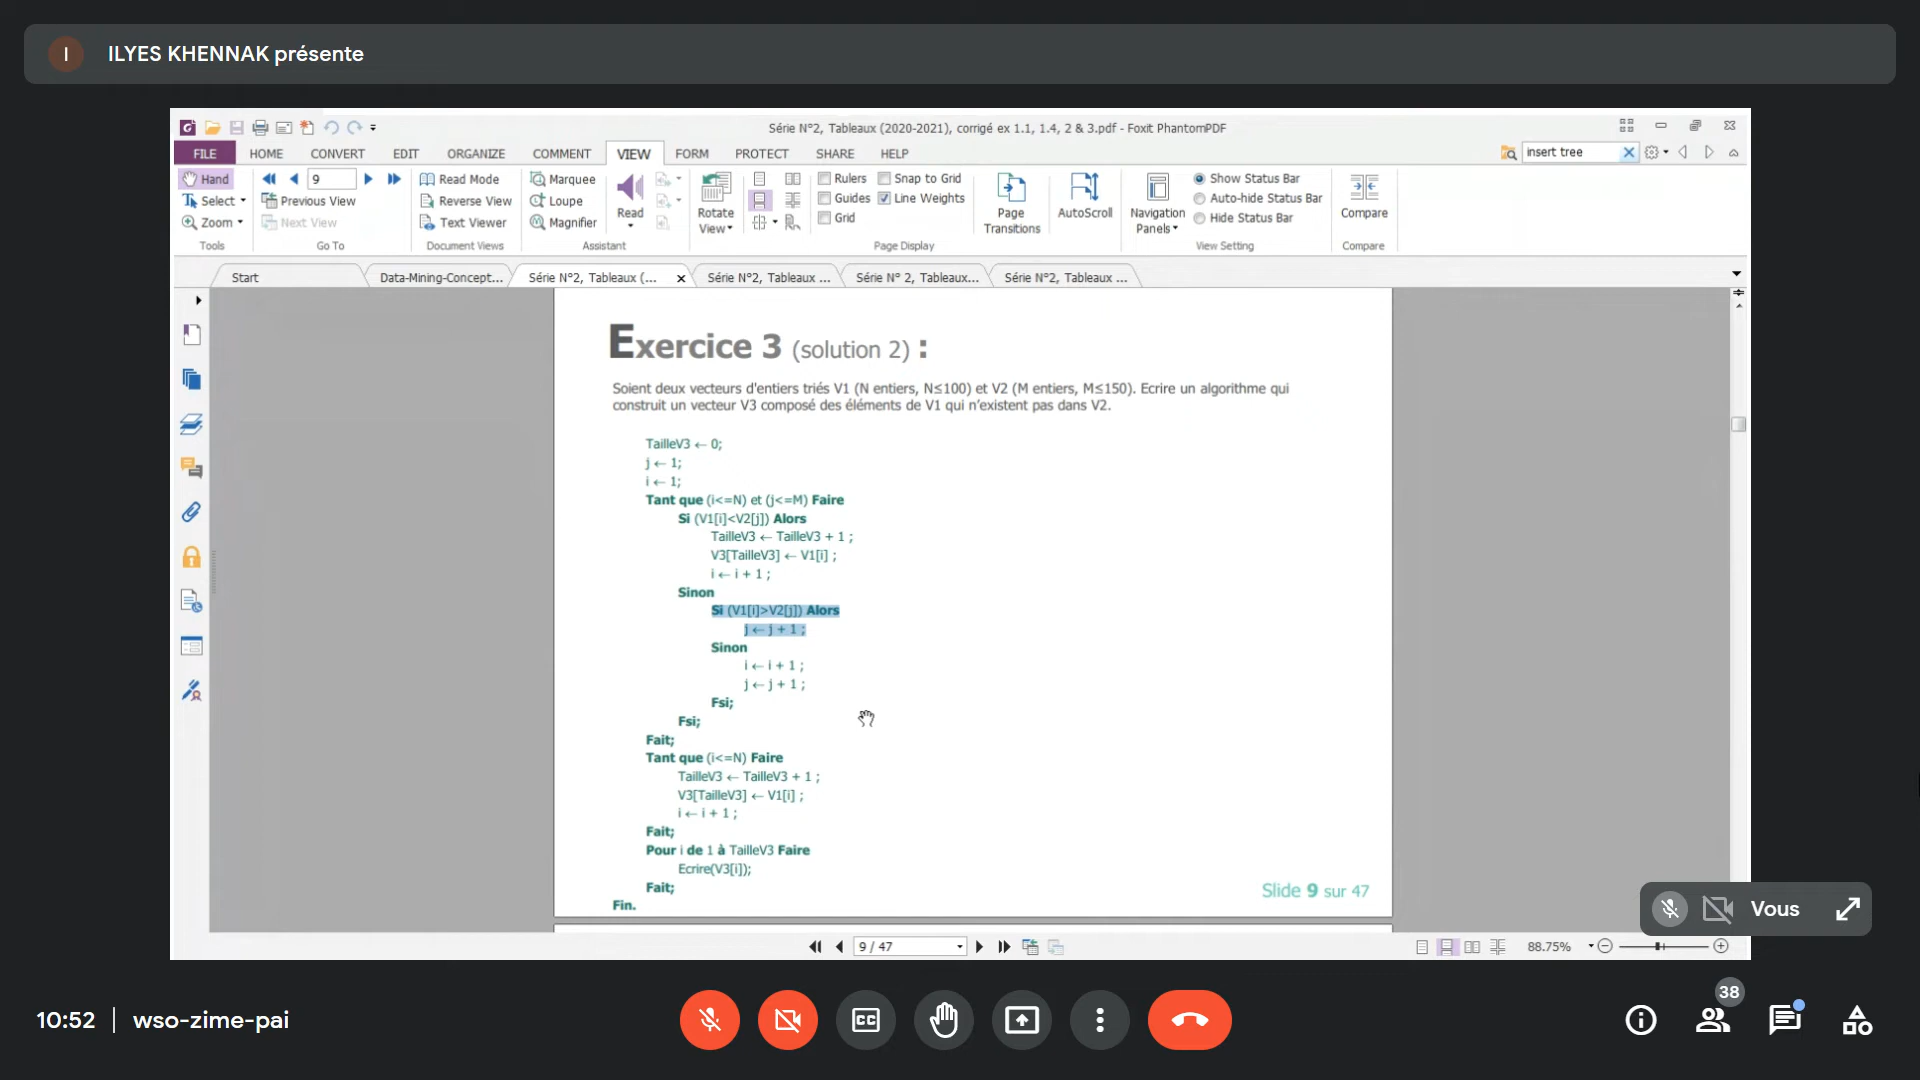 I ILYES KHENNAK présente
Série N°2, Tableaux (2020-2021), corrigé ex 1.1, 1.4, 2 & 3.pdf - Foxit PhantomPDF
FILE HOME CONVERT EDIT ORGANIZE COMMENT VIEW FORM PROTECT SHARE HELP insert tree
Hand 9 Read Mode Marquee Rulers Snap to Grid Show Status Bar
Select Previous View Reverse View Loupe Guides Line Weights Auto-hide Status Bar
Zoom Next View Text Viewer Magnifier Read Rotate View Grid Page Transitions AutoScroll Navigation Panels Hide Status Bar Compare
Tools Go To Document Views Assistant Page Display View Setting Compare
Start Data-Mining-Concept... Série N°2, Tableaux (... Série N°2, Tableaux ... Série N° 2, Tableaux... Série N°2, Tableaux ...
Exercice 3 (solution 2) :
Soient deux vecteurs d'entiers triés V1 (N entiers, N≤100) et V2 (M entiers, M≤150). Ecrire un algorithme qui
construit un vecteur V3 composé des éléments de V1 qui n'existent pas dans V2.
TailleV3 ← 0;
j ← 1;
i ← 1;
Tant que (i<=N) et (j<=M) Faire
Si (V1[i]<V2[j]) Alors
TailleV3 ← TailleV3 + 1 ;
V3[TailleV3] ← V1[i] ;
i ← i + 1 ;
Sinon
Si (V1[i]>V2[j]) Alors
j ← j + 1 ;
Sinon
i ← i + 1 ;
j ← j + 1 ;
Fsi;
Fsi;
Fait;
Tant que (i<=N) Faire
TailleV3 ← TailleV3 + 1 ;
V3[TailleV3] ← V1[i] ;
i ← i + 1 ;
Fait;
Pour i de 1 à TailleV3 Faire
Ecrire(V3[i]);
Fait;
Fin.
Slide 9 sur 47
Vous
9 / 47 88.75%
10:52 wso-zime-pai CC 38